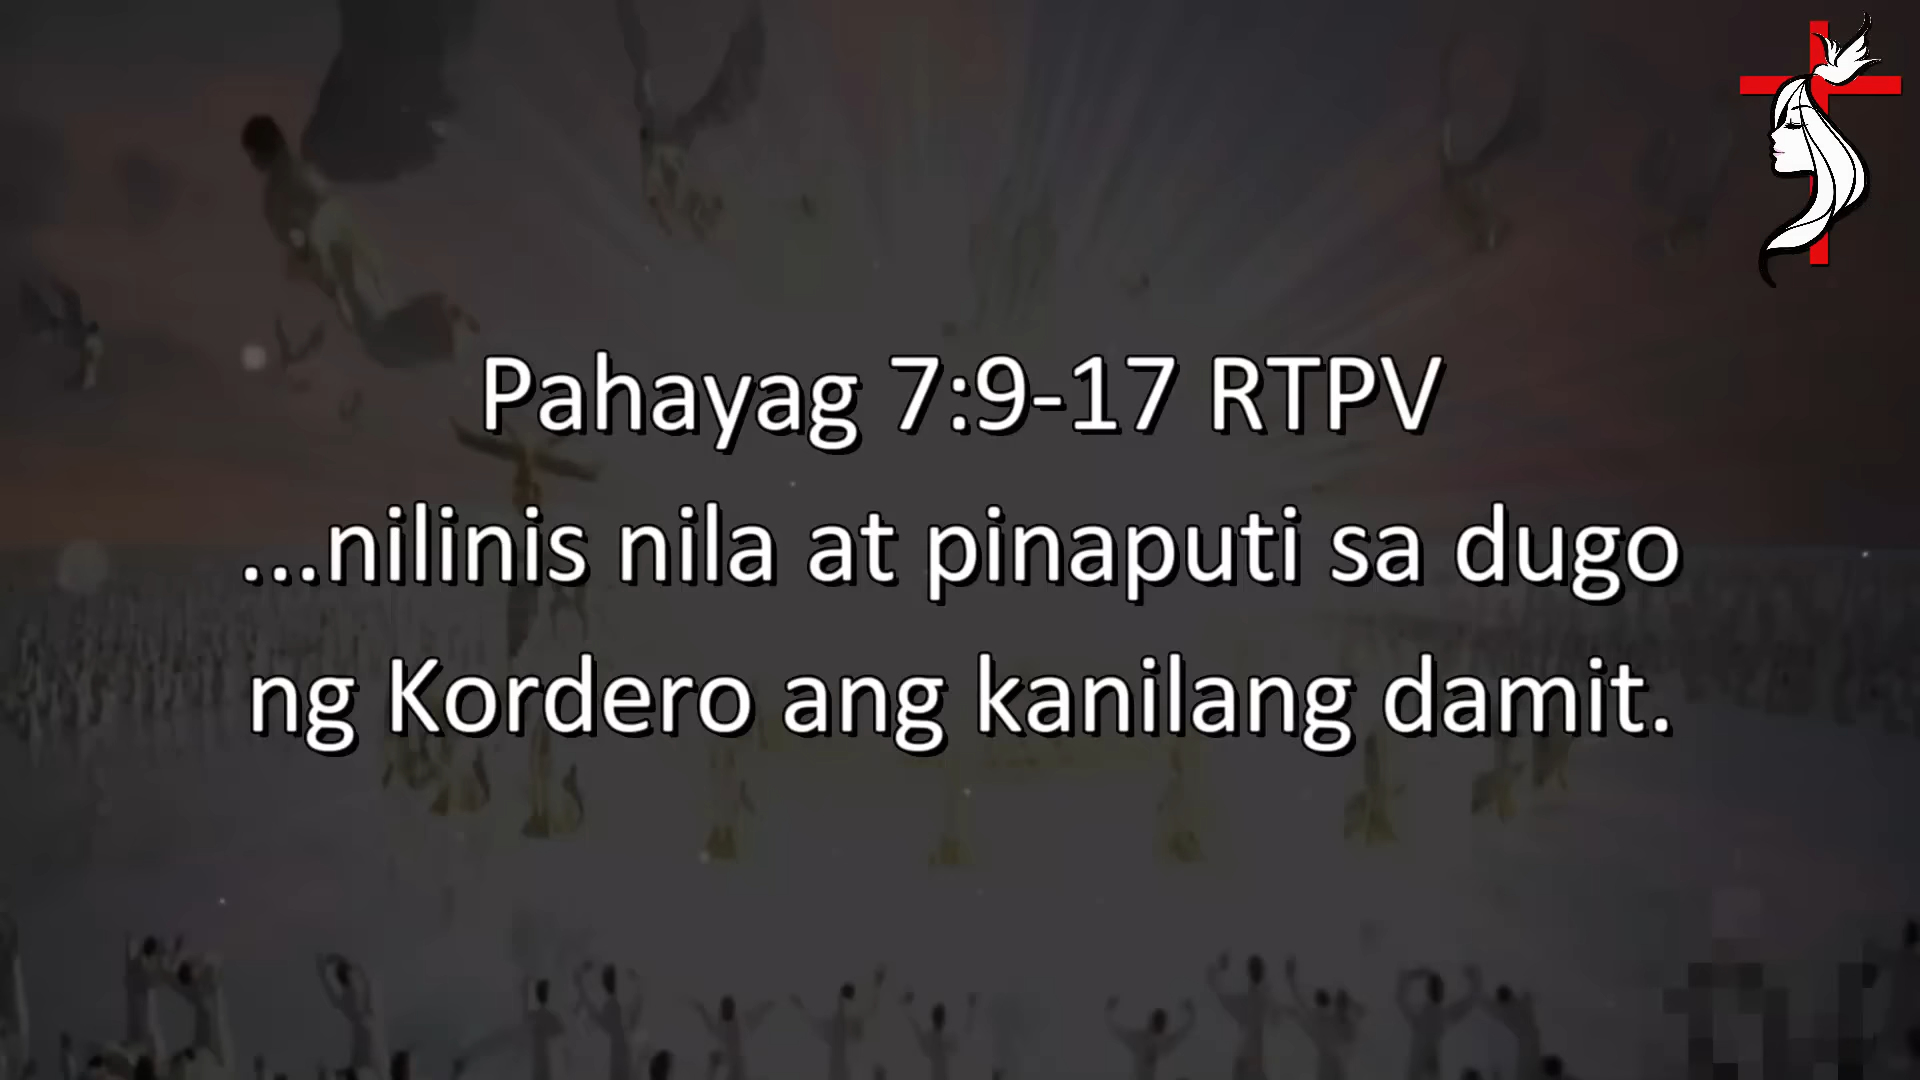 Pahayag 7:9-17 RTPV
...nilinis nila at pinaputi sa dugo
ng Kordero ang kanilang damit.